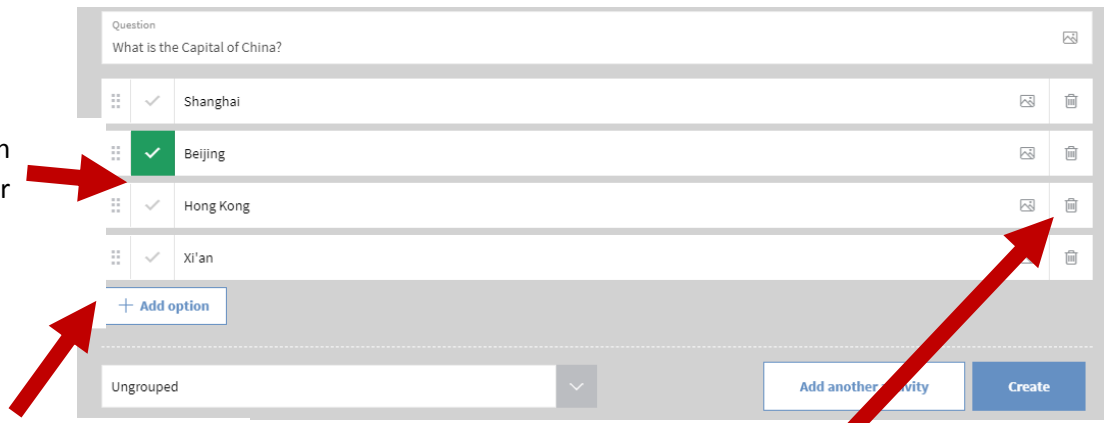 Question
What is the Capital of China?
Shanghai
Beijing
Hong Kong
Xi'an
+ Add option
Ungrouped
Add another
Create